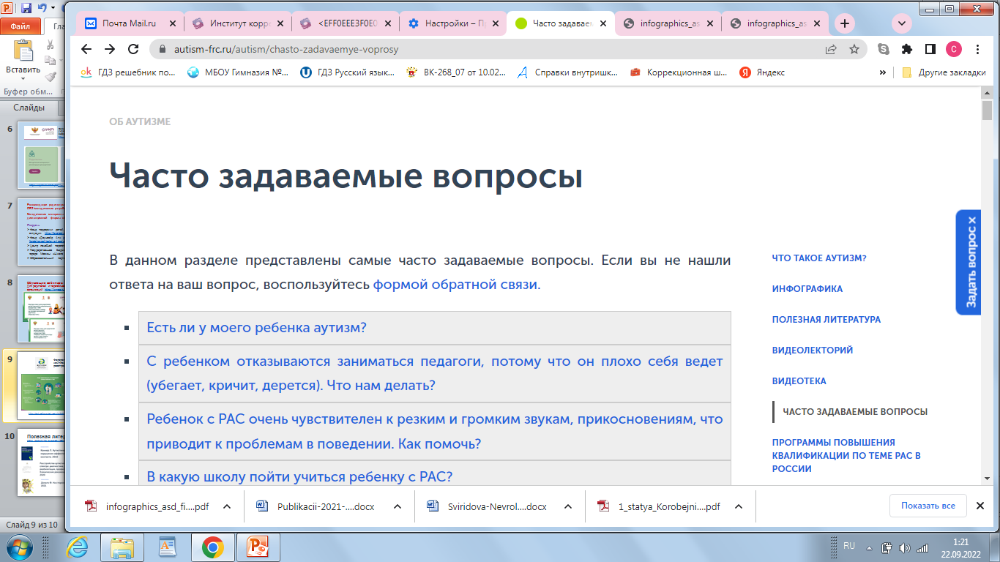 Файл
Гла
Вставить
Буфер обм...
Слайды
6
7
8
9
10
Полезная литер
Слайд 9 из 10
Почта Mail.ru
Институт корре
<EFF0EEE3F0E0
Настройки – Пр
Часто задаваем
infographics_as
infographics_as
autism-frc.ru/autism/chasto-zadavaemye-voprosy
С
ГДЗ решебник по...
МБОУ Гимназия №...
ГДЗ Русский язык...
ВК-268_07 от 10.02...
Справки внутришк...
Коррекционная ш...
Яндекс
»
Другие закладки
ОБ АУТИЗМЕ
Часто задаваемые вопросы
В данном разделе представлены самые часто задаваемые вопросы. Если вы не нашли
ответа на ваш вопрос, воспользуйтесь формой обратной связи.
Есть ли у моего ребенка аутизм?
С ребенком отказываются заниматься педагоги, потому что он плохо себя ведет
(убегает, кричит, дерется). Что нам делать?
Ребенок с РАС очень чувствителен к резким и громким звукам, прикосновениям, что
приводит к проблемам в поведении. Как помочь?
В какую школу пойти учиться ребенку с РАС?
ЧТО ТАКОЕ АУТИЗМ?
ИНФОГРАФИКА
ПОЛЕЗНАЯ ЛИТЕРАТУРА
ВИДЕОЛЕКТОРИЙ
ВИДЕОТЕКА
ЧАСТО ЗАДАВАЕМЫЕ ВОПРОСЫ
ПРОГРАММЫ ПОВЫШЕНИЯ
КВАЛИФИКАЦИИ ПО ТЕМЕ РАС В
РОССИИ
Задать вопрос ×
infographics_asd_fi....pdf
Publikacii-2021-....docx
Sviridova-Nevrol....docx
1_statya_Korobejni....pdf
Показать все
RU
1:21
22.09.2022